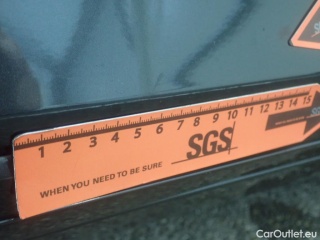 1 2 3 4 5 6 7 8 9 10 11 12 13 14 15
SGS
WHEN YOU NEED TO BE SURE
CarOutlet.eu